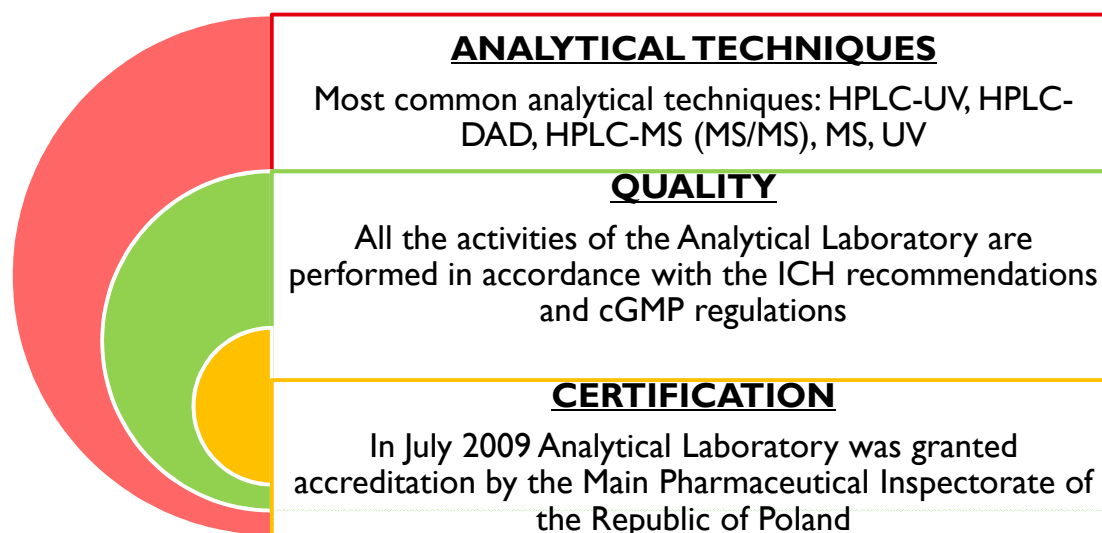 ANALYTICAL TECHNIQUES
Most common analytical techniques: HPLC-UV, HPLC-
DAD, HPLC-MS (MS/MS), MS, UV
QUALITY
All the activities of the Analytical Laboratory are
performed in accordance with the ICH recommendations
and cGMP regulations
CERTIFICATION
In July 2009 Analytical Laboratory was granted
accreditation by the Main Pharmaceutical Inspectorate of
the Republic of Poland